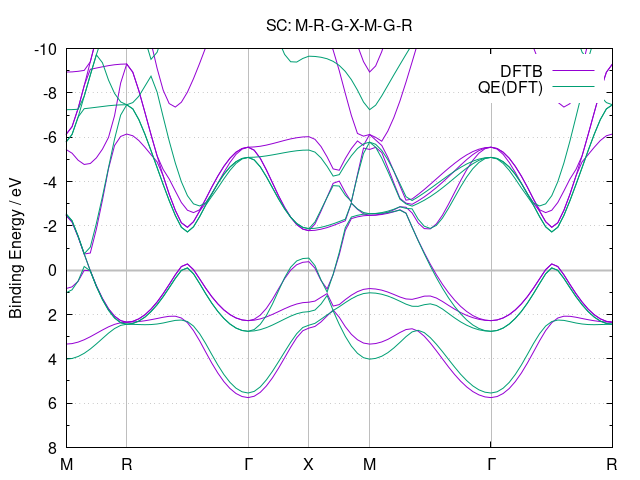 SC: M-R-G-X-M-G-R
-10
DFTB
QE(DFT)
-8
-6
-4
-2
0
2
4
6
8
Binding Energy / eV
M R Γ X M Γ R